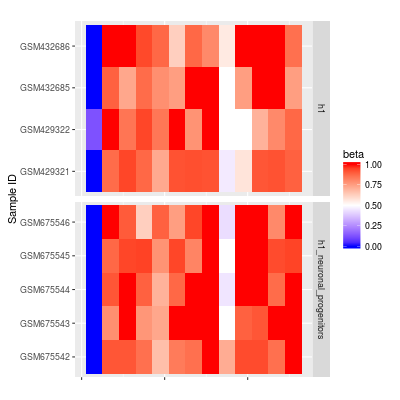 Sample ID
GSM432686
GSM432685
GSM429322
GSM429321
h1
GSM675546
GSM675545
GSM675544
GSM675543
GSM675542
h1_neuronal_progenitors
beta
1.00
0.75
0.50
0.25
0.00